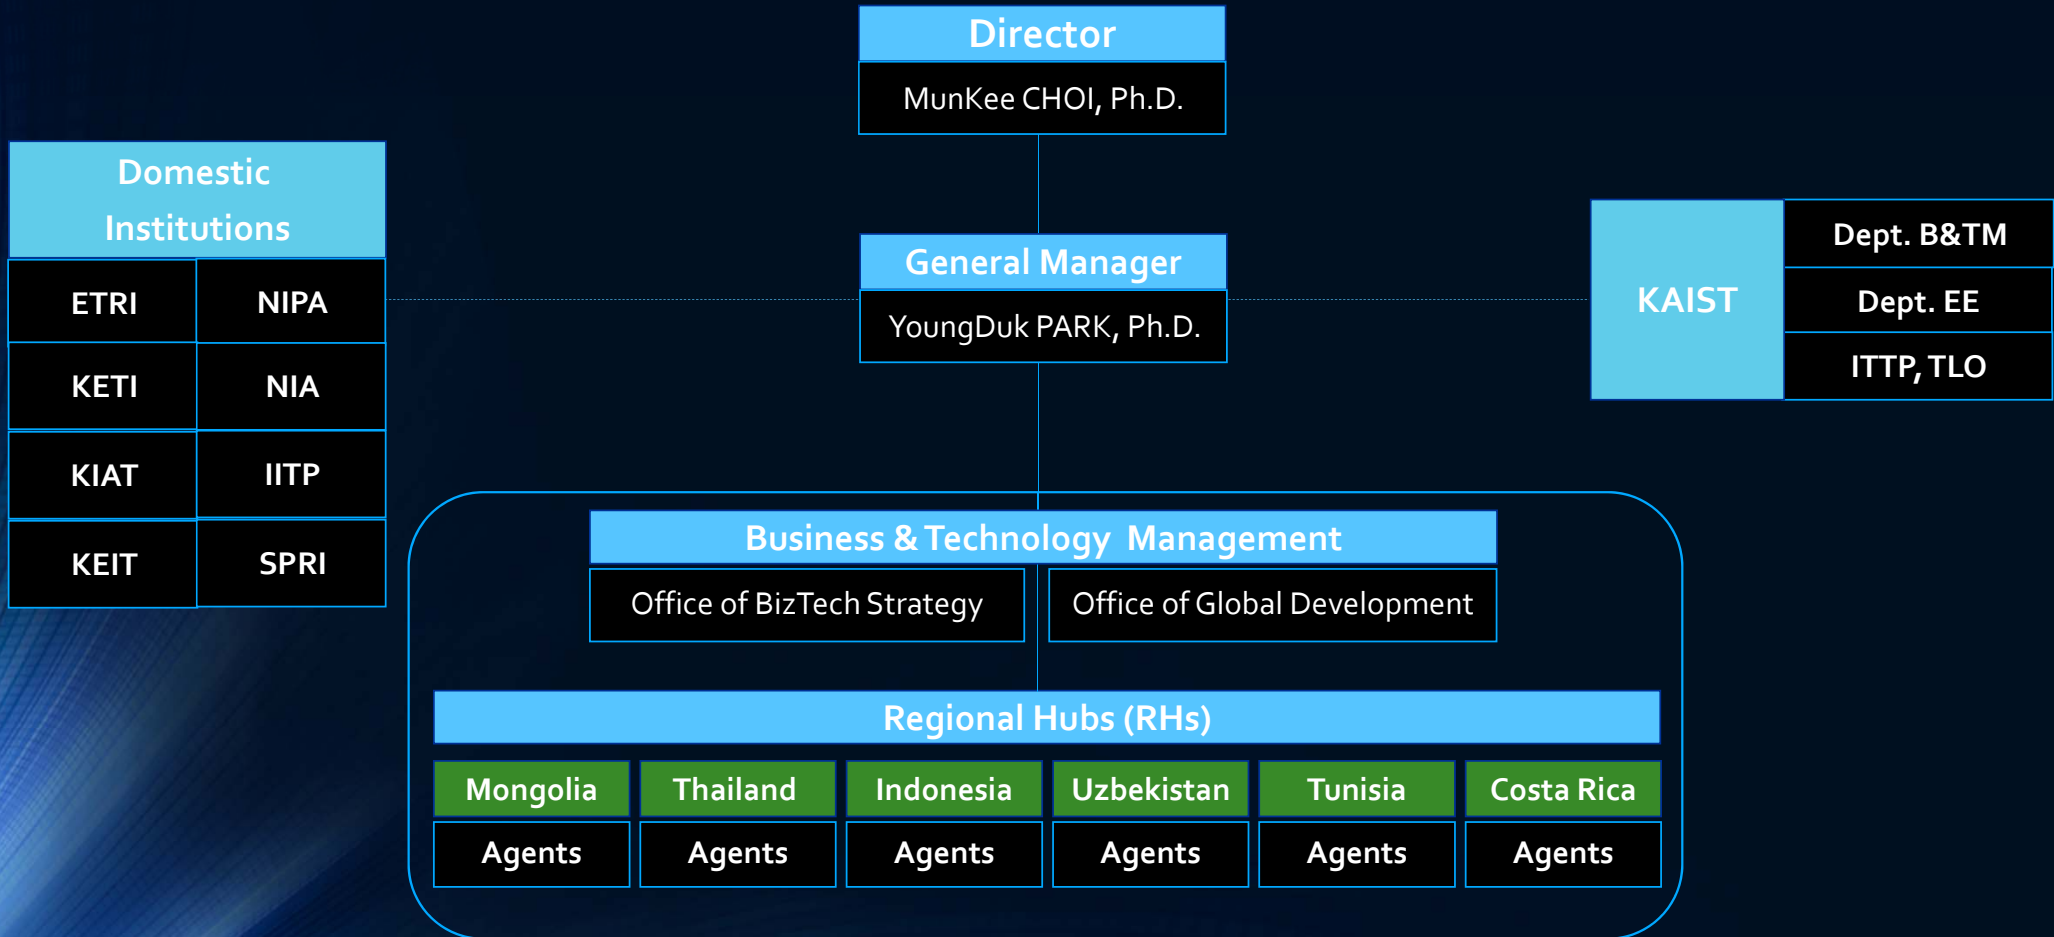 Director
MunKee CHOI, Ph.D.
Domestic
Institutions
ETRI NIPA
KETI NIA
KIAT IITP
KEIT SPRI
General Manager
YoungDuk PARK, Ph.D.
KAIST
Dept. B&TM
Dept. EE
ITTP, TLO
Business & Technology Management
Office of BizTech Strategy
Office of Global Development
Regional Hubs (RHs)
Mongolia Thailand Indonesia Uzbekistan Tunisia Costa Rica
Agents Agents Agents Agents Agents Agents